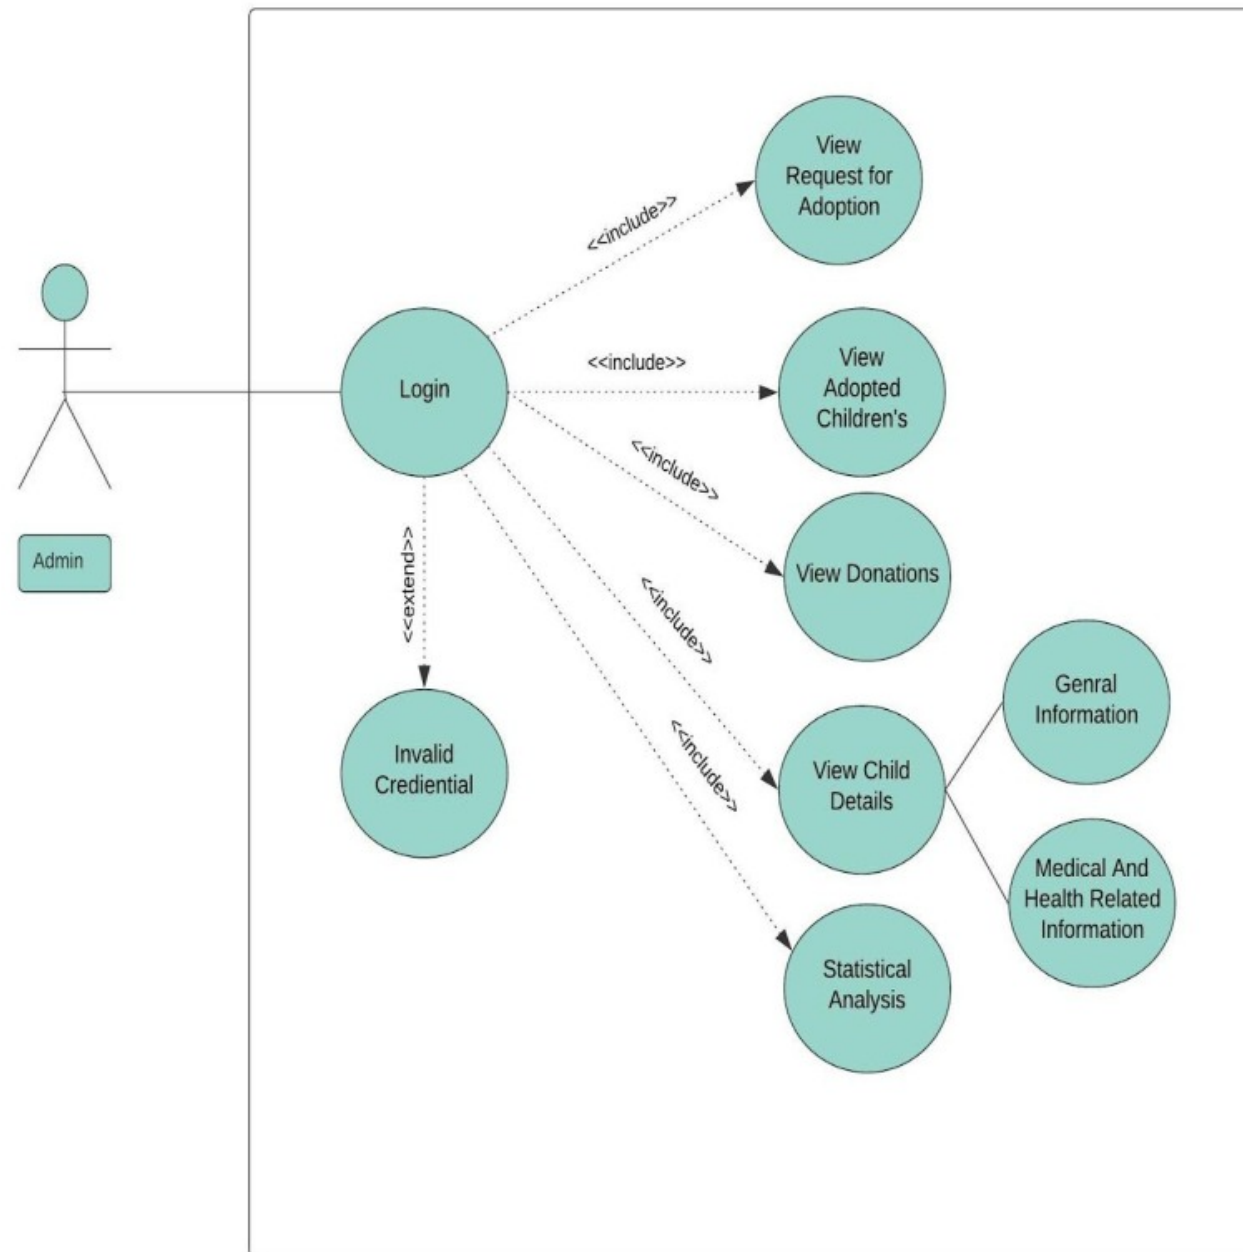 View
Request for
Adoption
<<include>>
Login
<<include>>
View
Adopted
Children's
<<include>>
View Donations
Admin
<<extend>>
<<include>>
Genral
Information
<<include>>
Invalid
Crediential
View Child
Details
Medical And
Health Related
Information
Statistical
Analysis